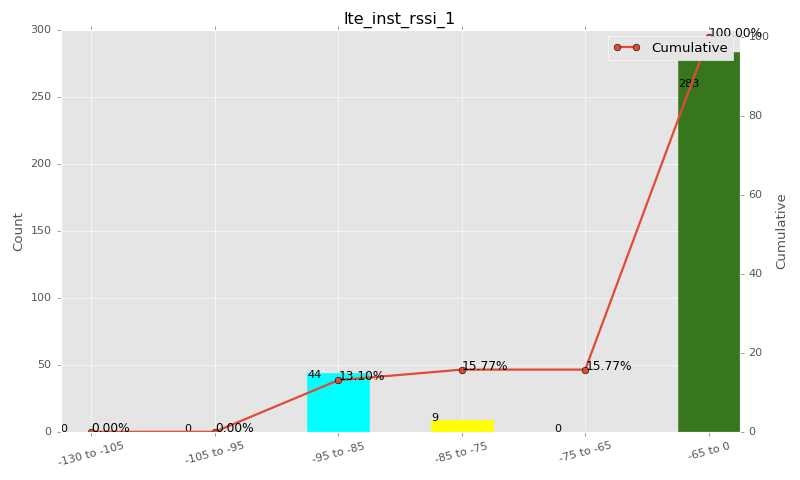 lte_inst_rssi_1
Cumulative
300
250
200
150
100
50
0
Count
100
80
60
40
20
0
Cumulative
0
0.00%
0
0.00%
44
13.10%
9
15.77%
0
15.77%
283
100.00%
-130 to -105
-105 to -95
-95 to -85
-85 to -75
-75 to -65
-65 to 0